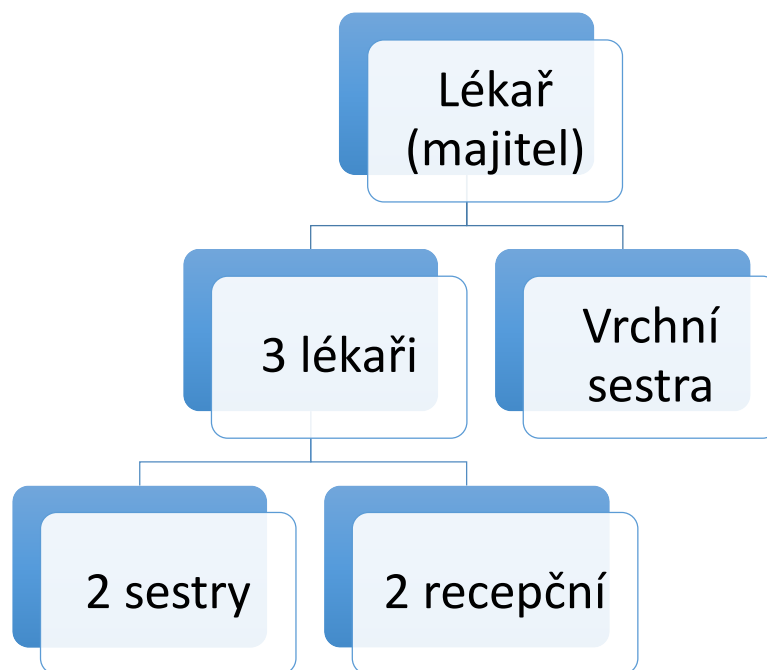 Lékař
(majitel)
3 lékaři
Vrchní
sestra
2 sestry
2 recepční